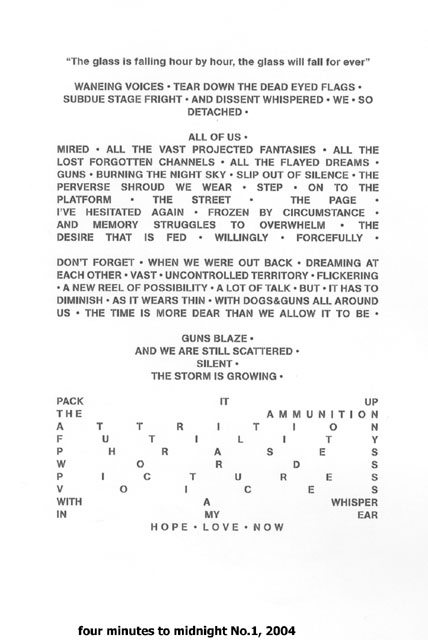 “The glass is falling hour by hour, the glass will fall for ever”
WANEING VOICES • TEAR DOWN THE DEAD EYED FLAGS •
SUBDUE STAGE FRIGHT • AND DISSENT WHISPERED • WE • SO
DETACHED •
ALL OF US •
MIRED • ALL THE VAST PROJECTED FANTASIES • ALL THE
LOST FORGOTTEN CHANNELS • ALL THE FLAYED DREAMS •
GUNS • BURNING THE NIGHT SKY • SLIP OUT OF SILENCE • THE
PERVERSE SHROUD WE WEAR • STEP • ON TO THE
PLATFORM • THE STREET • THE PAGE •
I'VE HESITATED AGAIN • FROZEN BY CIRCUMSTANCE •
AND MEMORY STRUGGLES TO OVERWHELM • THE
DESIRE THAT IS FED • WILLINGLY • FORCEFULLY •
DON'T FORGET • WHEN WE WERE OUT BACK • DREAMING AT
EACH OTHER • VAST • UNCONTROLLED TERRITORY • FLICKERING
• A NEW REEL OF POSSIBILITY • A LOT OF TALK • BUT • IT HAS TO
DIMINISH • AS IT WEARS THIN • WITH DOGS&GUNS ALL AROUND
US • THE TIME IS MORE DEAR THAN WE ALLOW IT TO BE •
GUNS BLAZE •
AND WE ARE STILL SCATTERED •
SILENT •
THE STORM IS GROWING •
PACK IT UP
THE AMMUNITION
A T T R I T I O N
F U T I L I T Y
P H R A S E S
W O R D S
P I C T U R E S
V O I C E S
WITH A WHISPER
IN MY EAR
HOPE • LOVE • NOW
four minutes to midnight No.1, 2004